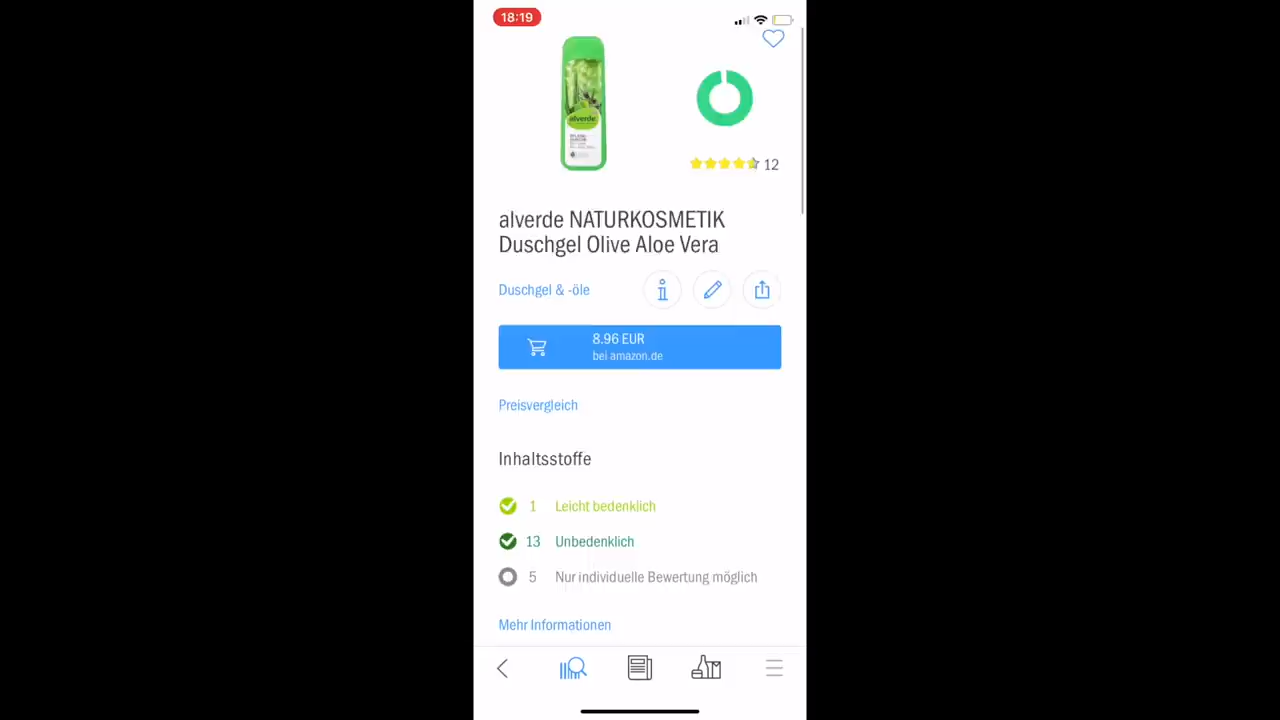 18:19
alverde
12
alverde NATURKOSMETIK
Duschgel Olive Aloe Vera
Duschgel & -öle
8.96 EUR
bei amazon.de
Preisvergleich
Inhaltsstoffe
1 Leicht bedenklich
13 Unbedenklich
5 Nur individuelle Bewertung möglich
Mehr Informationen